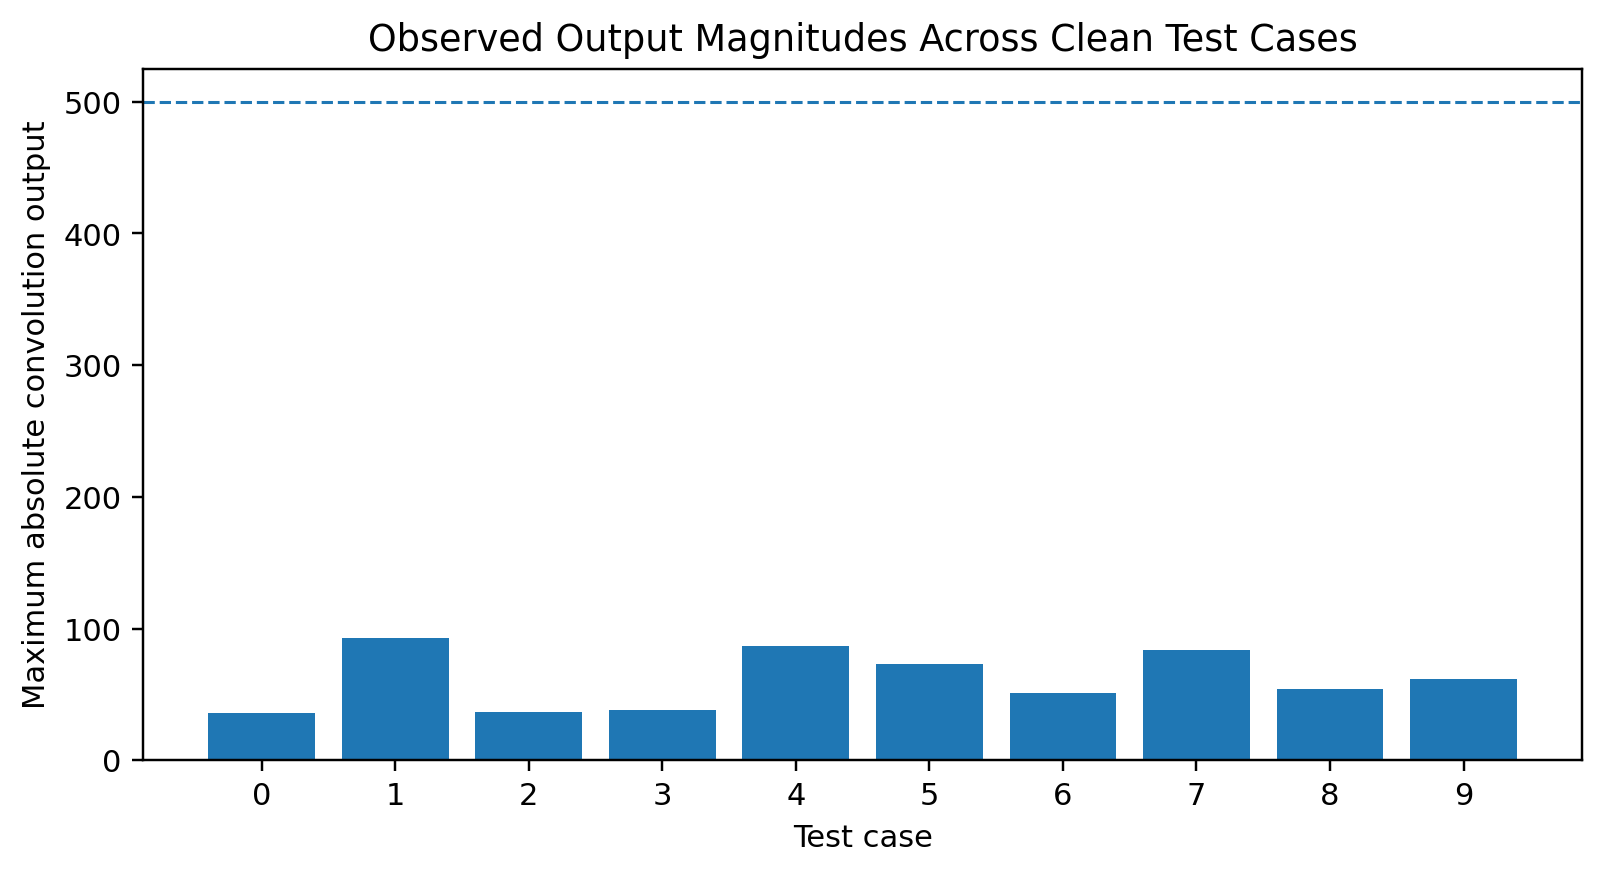 Observed Output Magnitudes Across Clean Test Cases
Maximum absolute convolution output
500
400
300
200
100
0
0 1 2 3 4 5 6 7 8 9
Test case